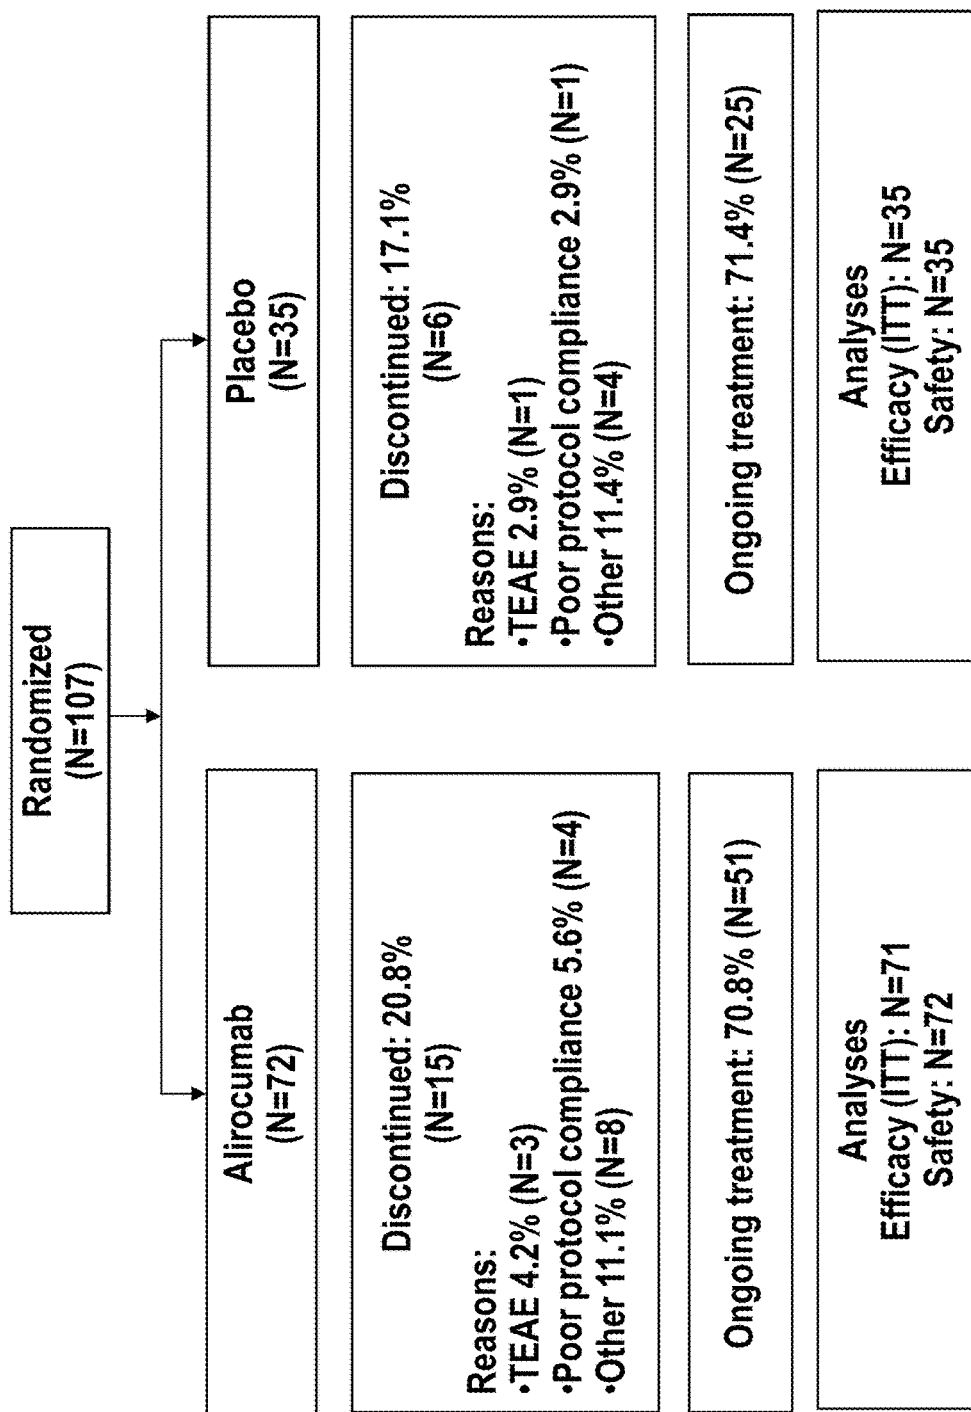 Randomized
(N=107)
Alirocumab
(N=72)
Discontinued: 20.8%
(N=15)
Reasons:
•TEAE 4.2% (N=3)
•Poor protocol compliance 5.6% (N=4)
•Other 11.1% (N=8)
Ongoing treatment: 70.8% (N=51)
Analyses
Efficacy (ITT): N=71
Safety: N=72
Placebo
(N=35)
Discontinued: 17.1%
(N=6)
Reasons:
•TEAE 2.9% (N=1)
•Poor protocol compliance 2.9% (N=1)
•Other 11.4% (N=4)
Ongoing treatment: 71.4% (N=25)
Analyses
Efficacy (ITT): N=35
Safety: N=35